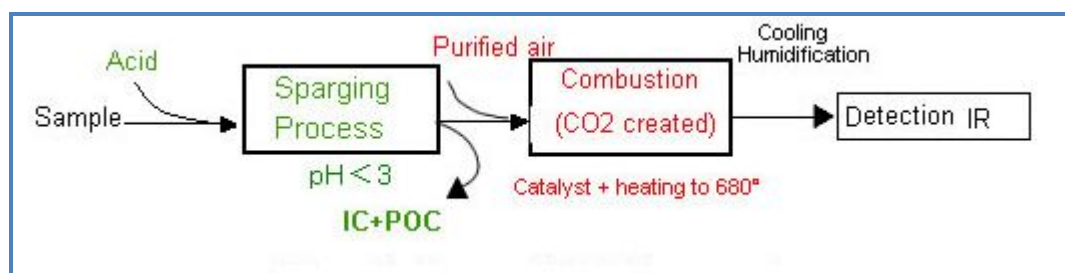 Acid
Sample
Sparging
Process
pH < 3
IC+POC
Purified air
Combustion
(CO2 created)
Catalyst + heating to 680°
Cooling
Humidification
Detection IR